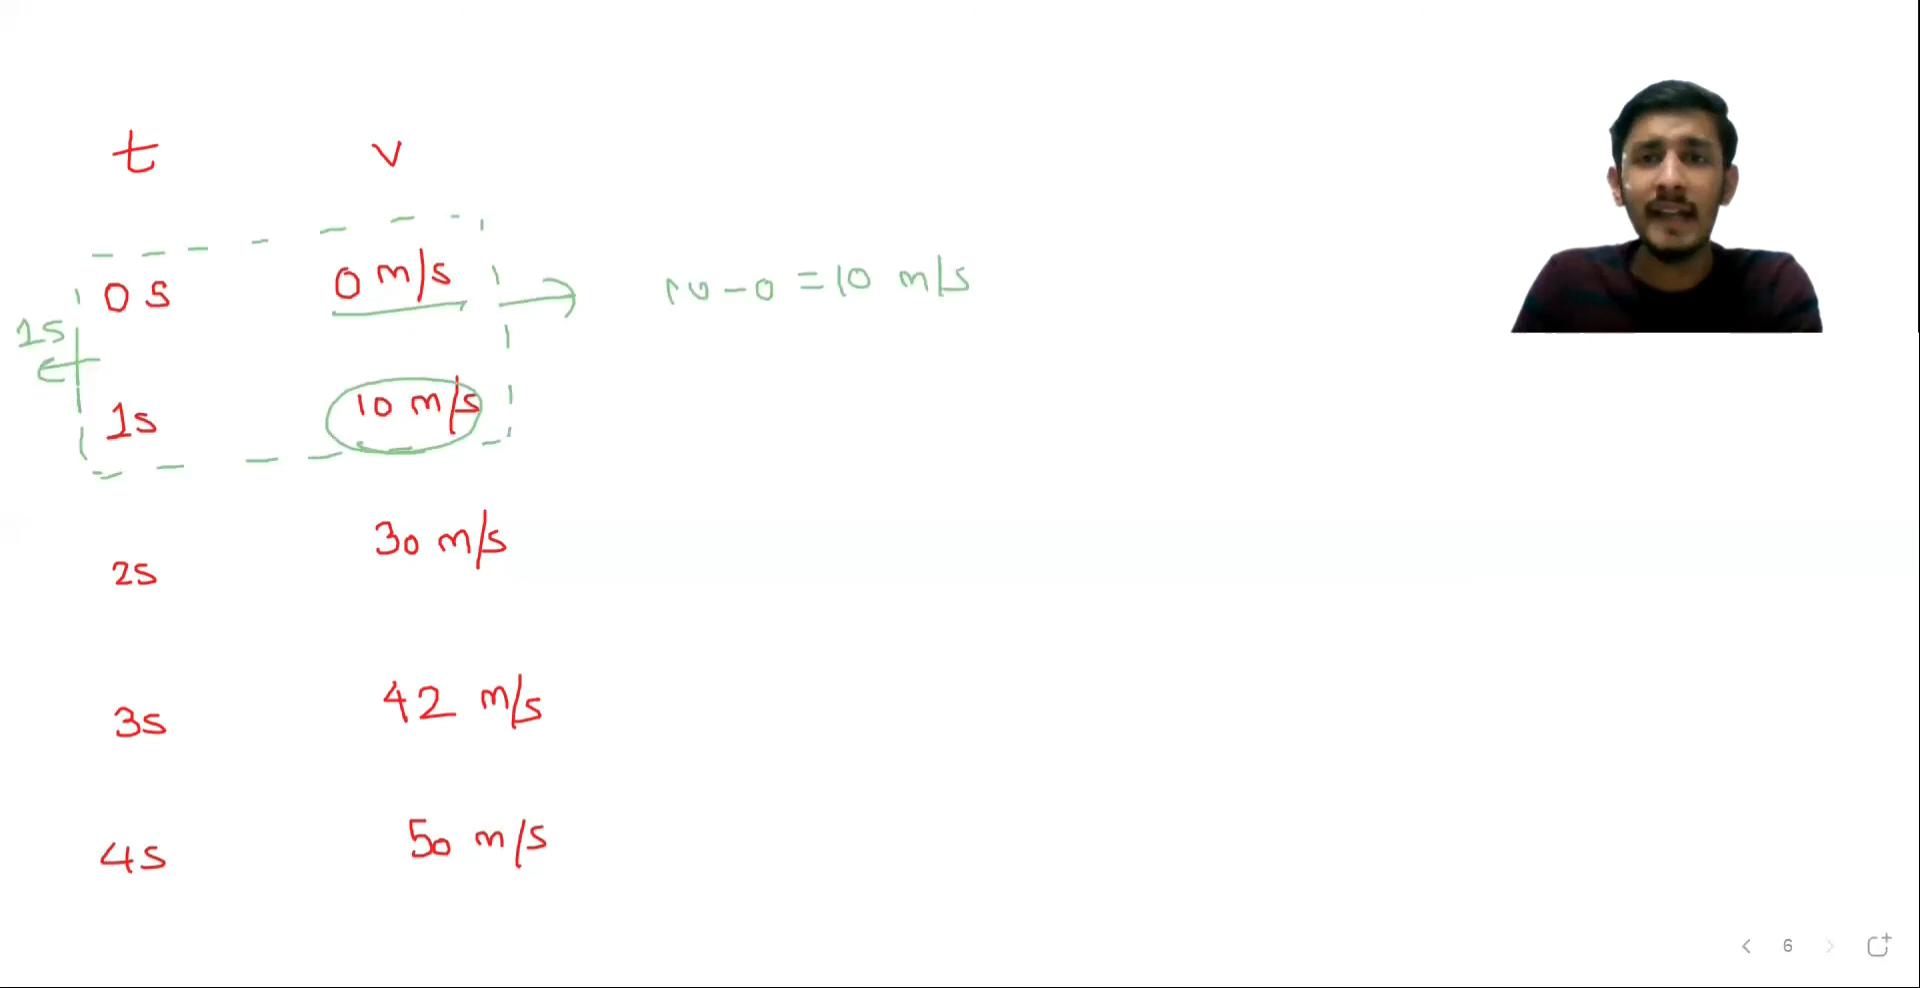 t v
0 s 0 m/s → 10-0 = 10 m/s
1s
1s 10 m/s
2s 30 m/s
3s 42 m/s
4s 50 m/s
< 6 >